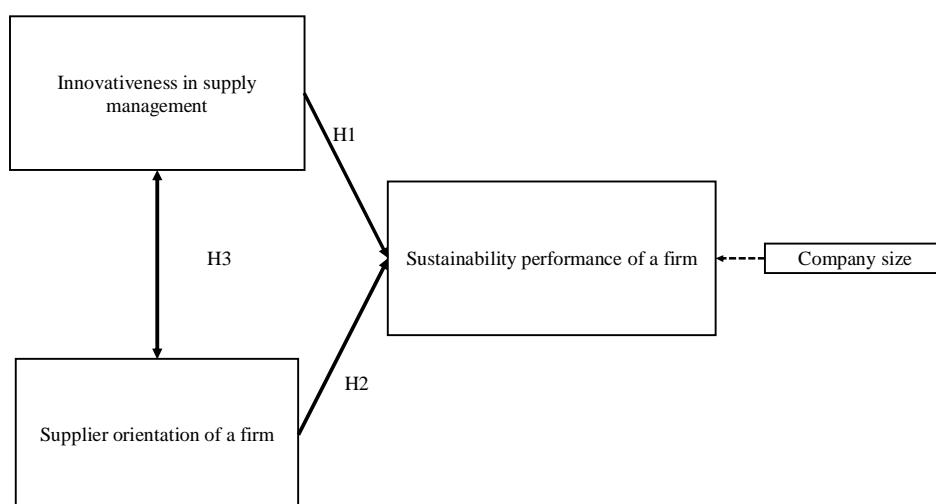 Innovativeness in supply
management
H1
H3
Sustainability performance of a firm
Company size
H2
Supplier orientation of a firm